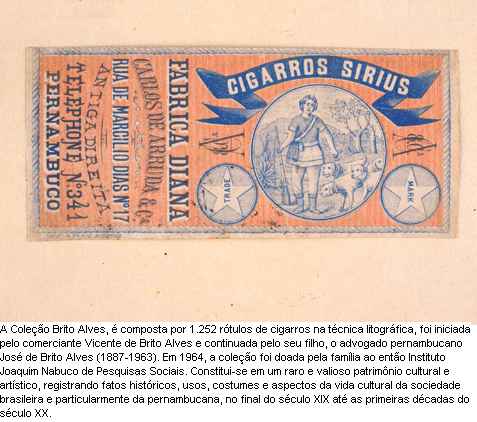 CIGARROS SIRIUS
TRADE
MARK
FABRICA DIANA
CARLOS DE ARRUDA & Cª
RUA DE MARCILIO DIAS Nº 17
ANTIGA DIREITA
TELEPHONE Nº 341
PERNAMBUCO
A Coleção Brito Alves, é composta por 1.252 rótulos de cigarros na técnica litográfica, foi iniciada
pelo comerciante Vicente de Brito Alves e continuada pelo seu filho, o advogado pernambucano
José de Brito Alves (1887-1963). Em 1964, a coleção foi doada pela família ao então Instituto
Joaquim Nabuco de Pesquisas Sociais. Constitui-se em um raro e valioso patrimônio cultural e
artístico, registrando fatos históricos, usos, costumes e aspectos da vida cultural da sociedade
brasileira e particularmente da pernambucana, no final do século XIX até as primeiras décadas do
século XX.